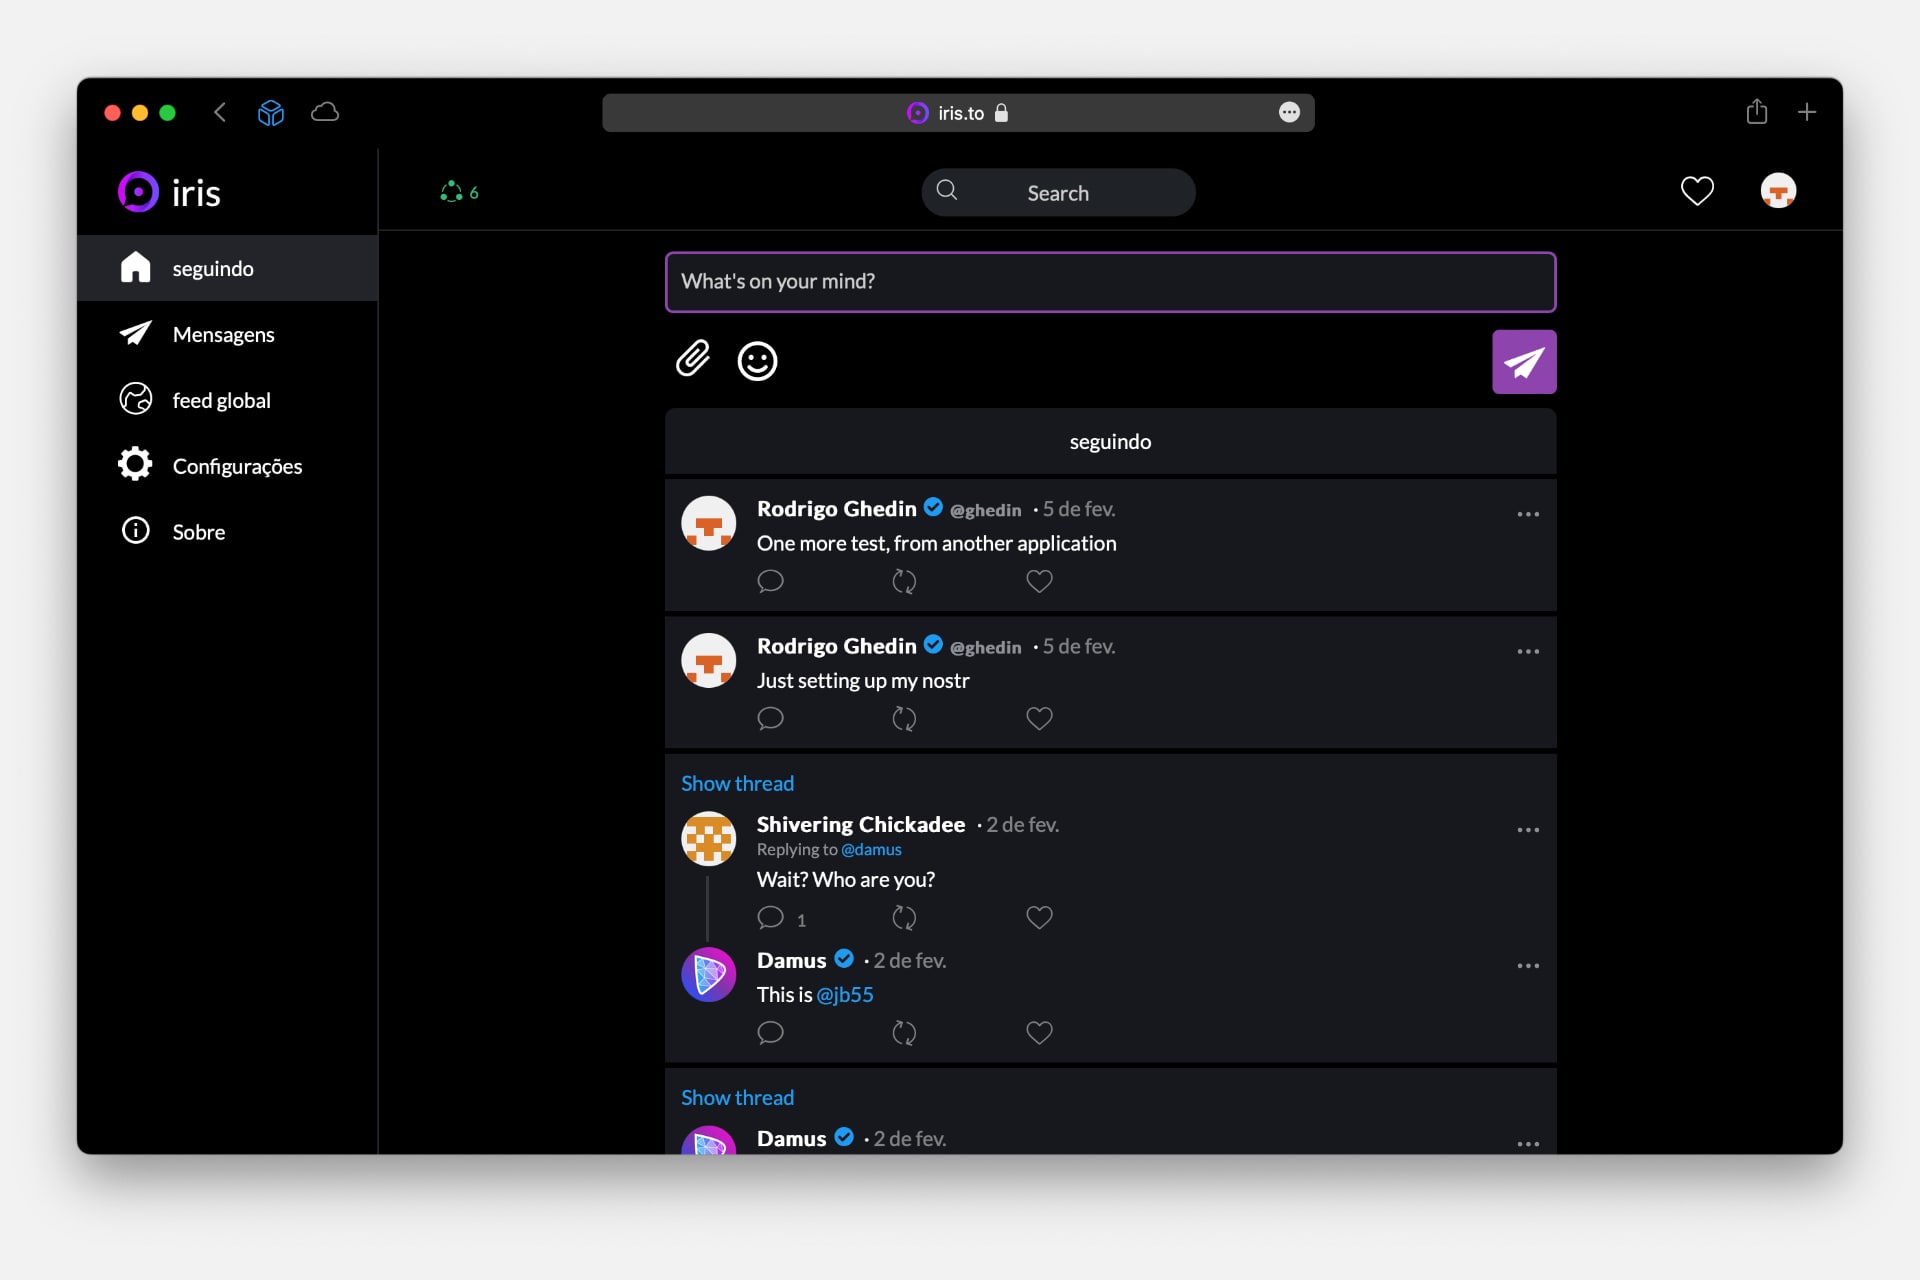 iris.to
iris
6
Search
seguindo
Mensagens
feed global
Configurações
Sobre
What's on your mind?
seguindo
Rodrigo Ghedin @ghedin · 5 de fev.
One more test, from another application
Rodrigo Ghedin @ghedin · 5 de fev.
Just setting up my nostr
Show thread
Shivering Chickadee · 2 de fev.
Replying to @damus
Wait? Who are you?
1
Damus · 2 de fev.
This is @jb55
Show thread
Damus · 2 de fev.